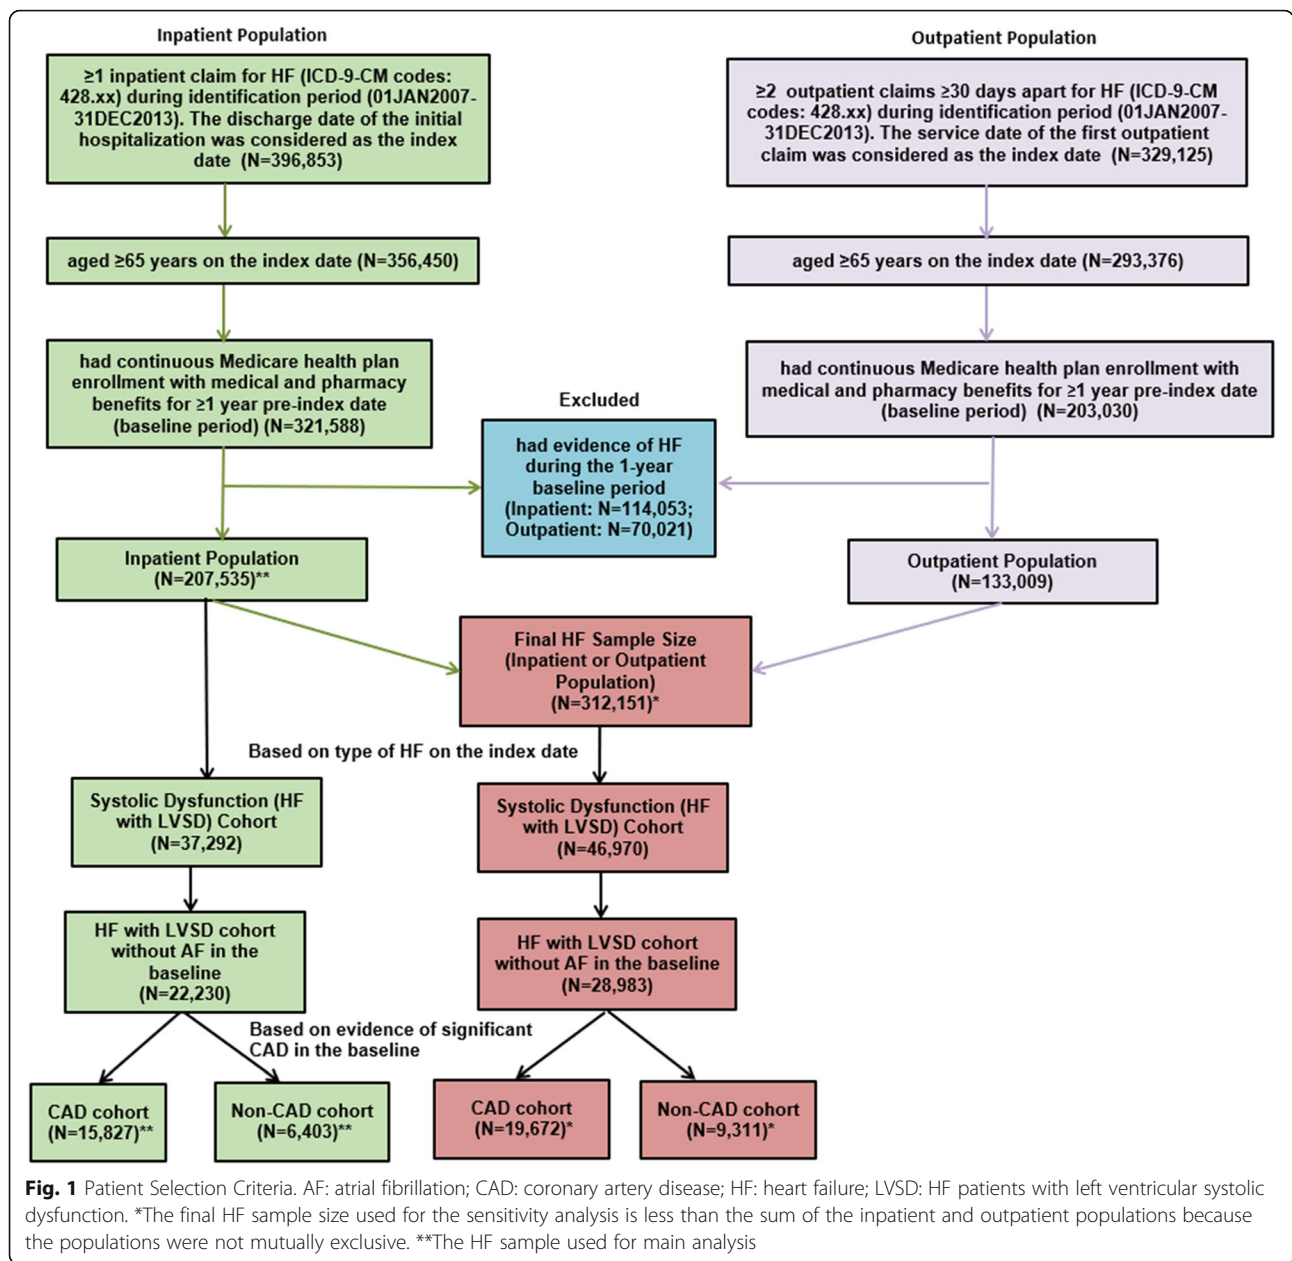 Inpatient Population
≥1 inpatient claim for HF (ICD-9-CM codes:
428.xx) during identification period (01JAN2007-
31DEC2013). The discharge date of the initial
hospitalization was considered as the index
date (N=396,853)
aged ≥65 years on the index date (N=356,450)
had continuous Medicare health plan
enrollment with medical and pharmacy
benefits for ≥1 year pre-index date
(baseline period) (N=321,588)
Outpatient Population
≥2 outpatient claims ≥30 days apart for HF (ICD-9-CM
codes: 428.xx) during identification period (01JAN2007-
31DEC2013). The service date of the first outpatient
claim was considered as the index date (N=329,125)
aged ≥65 years on the index date (N=293,376)
had continuous Medicare health plan enrollment with
medical and pharmacy benefits for ≥1 year pre-index date
(baseline period) (N=203,030)
Excluded
had evidence of HF
during the 1-year
baseline period
(Inpatient: N=114,053;
Outpatient: N=70,021)
Inpatient Population
(N=207,535)**
Outpatient Population
(N=133,009)
Final HF Sample Size
(Inpatient or Outpatient
Population)
(N=312,151)*
Based on type of HF on the index date
Systolic Dysfunction (HF
with LVSD) Cohort
(N=37,292)
Systolic Dysfunction (HF
with LVSD) Cohort
(N=46,970)
HF with LVSD cohort
without AF in the
baseline
(N=22,230)
HF with LVSD cohort
without AF in the baseline
(N=28,983)
Based on evidence of significant
CAD in the baseline
CAD cohort
(N=15,827)**
Non-CAD cohort
(N=6,403)**
CAD cohort
(N=19,672)*
Non-CAD cohort
(N=9,311)*
Fig. 1 Patient Selection Criteria. AF: atrial fibrillation; CAD: coronary artery disease; HF: heart failure; LVSD: HF patients with left ventricular systolic
dysfunction. *The final HF sample size used for the sensitivity analysis is less than the sum of the inpatient and outpatient populations because
the populations were not mutually exclusive. **The HF sample used for main analysis